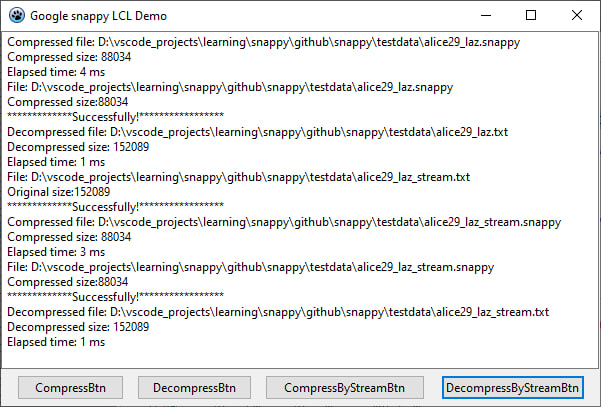 Google snappy LCL Demo
Compressed file: D:\vscode_projects\learning\snappy\github\snappy\testdata\alice29_laz.snappy
Compressed size: 88034
Elapsed time: 4 ms
File: D:\vscode_projects\learning\snappy\github\snappy\testdata\alice29_laz.snappy
Compressed size:88034
*************Successfully!*****************
Decompressed file: D:\vscode_projects\learning\snappy\github\snappy\testdata\alice29_laz.txt
Decompressed size: 152089
Elapsed time: 1 ms
File: D:\vscode_projects\learning\snappy\github\snappy\testdata\alice29_laz_stream.txt
Original size:152089
*************Successfully!*****************
Compressed file: D:\vscode_projects\learning\snappy\github\snappy\testdata\alice29_laz_stream.snappy
Compressed size: 88034
Elapsed time: 3 ms
File: D:\vscode_projects\learning\snappy\github\snappy\testdata\alice29_laz_stream.snappy
Compressed size:88034
*************Successfully!*****************
Decompressed file: D:\vscode_projects\learning\snappy\github\snappy\testdata\alice29_laz_stream.txt
Decompressed size: 152089
Elapsed time: 1 ms
CompressBtn
DecompressBtn
CompressByStreamBtn
DecompressByStreamBtn